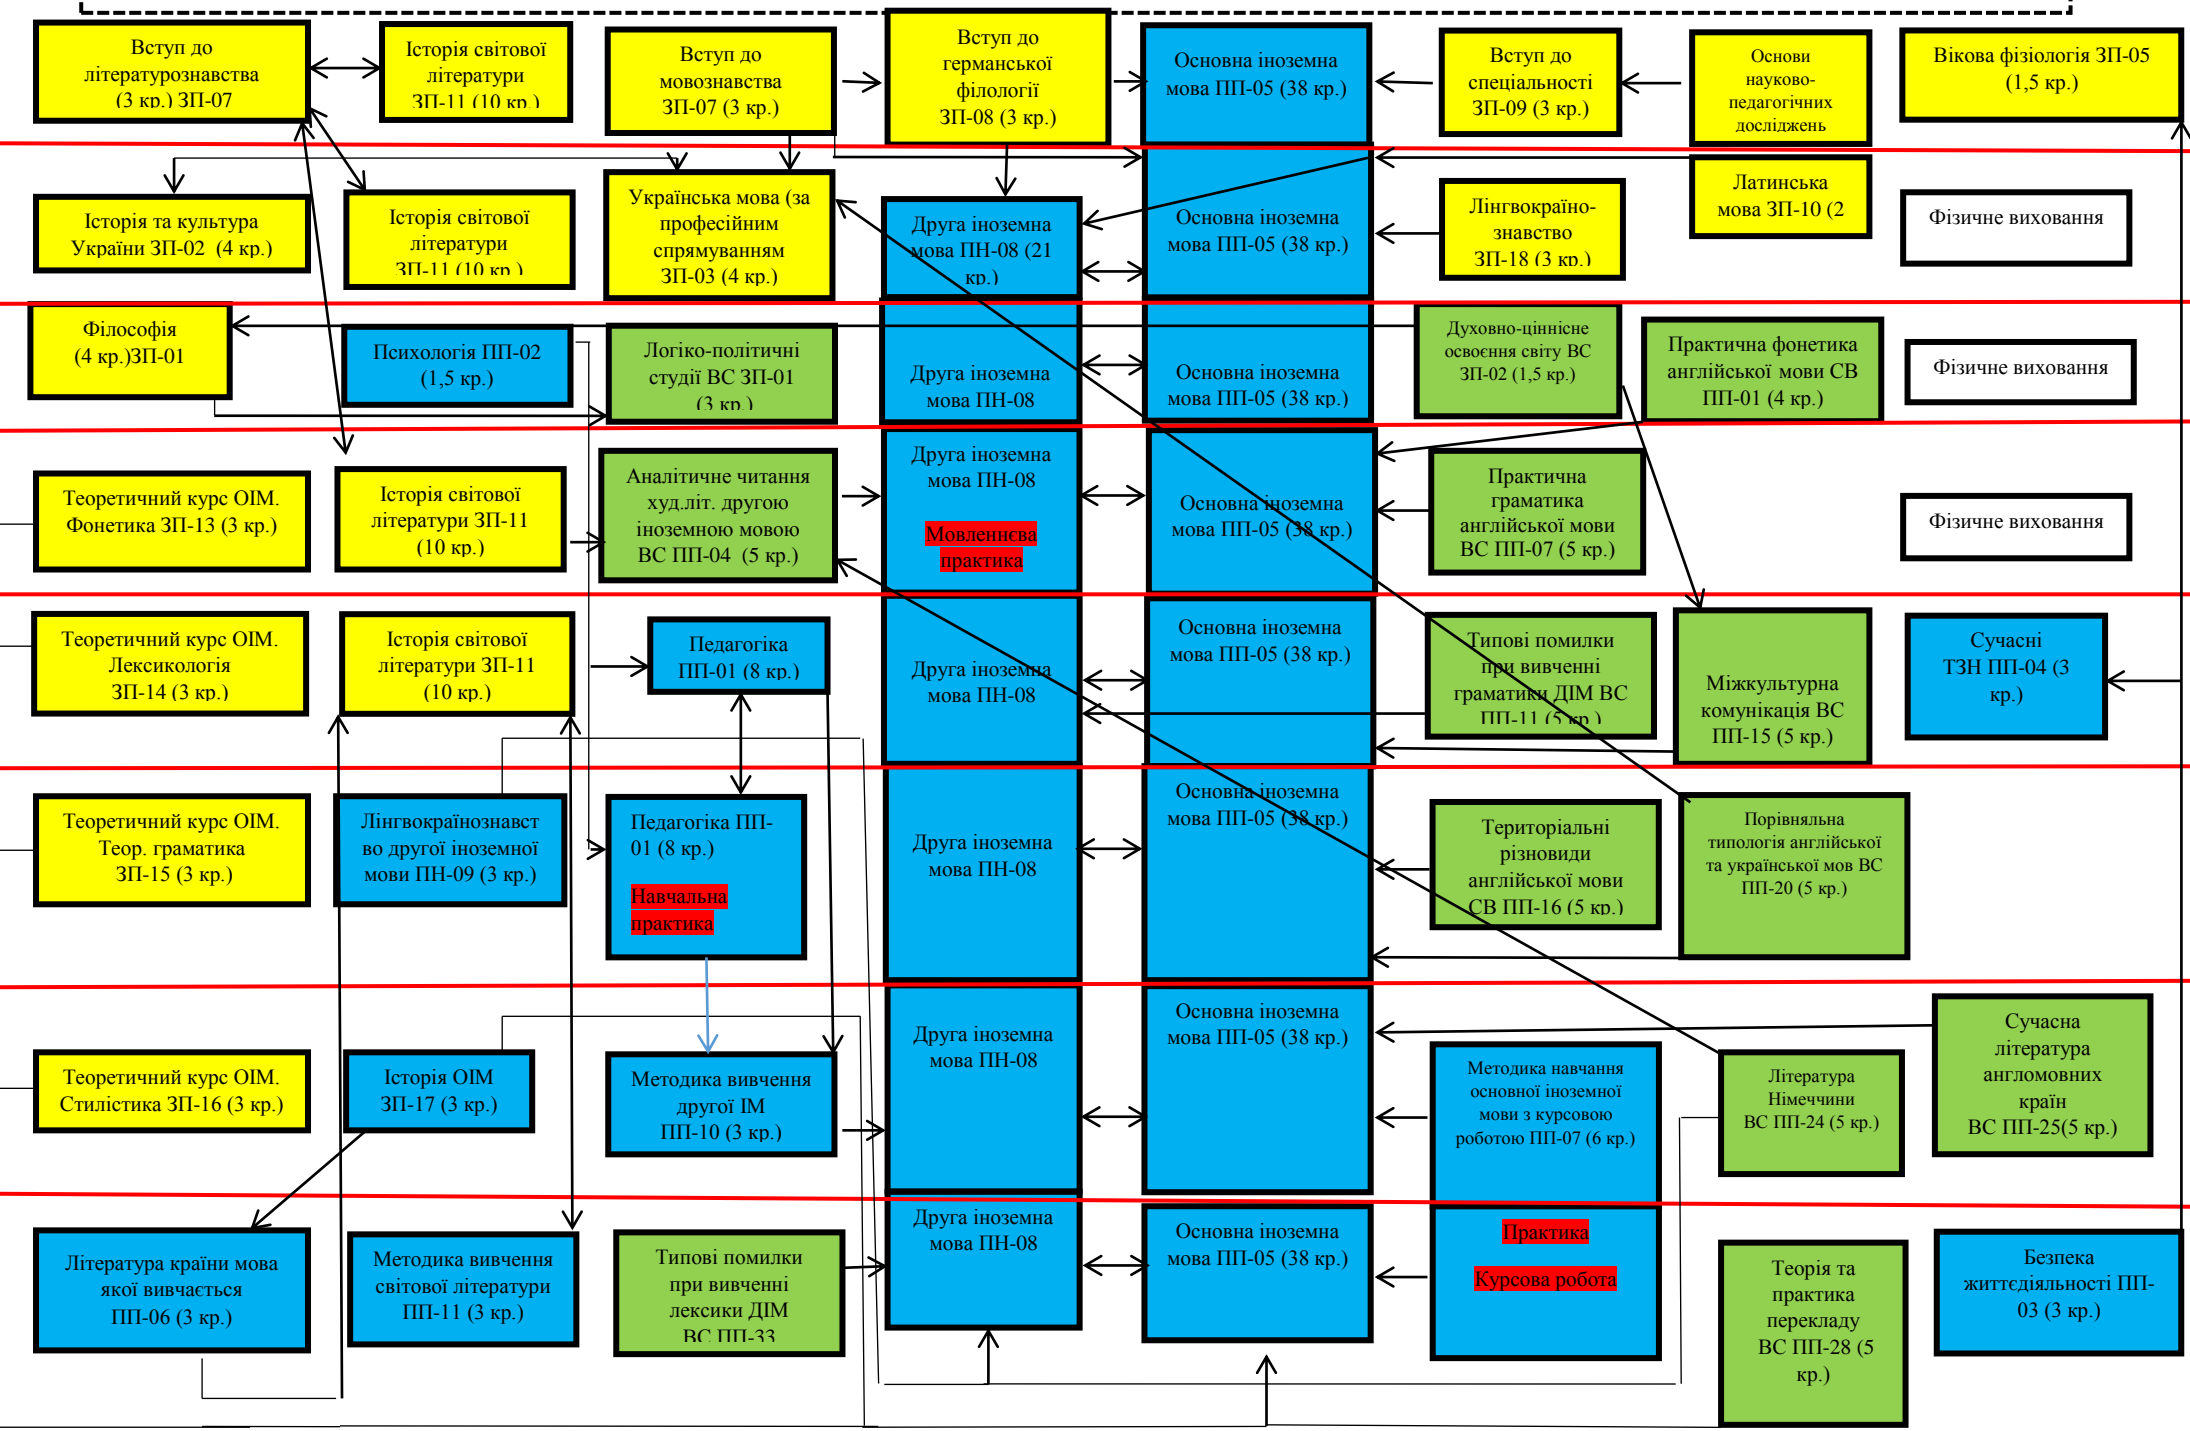 Вступ до
літературознавства
(3 кр.) ЗП-07
Історія світової
літератури
ЗП-11 (10 кр.)
Вступ до
мовознавства
ЗП-07 (3 кр.)
Вступ до
германської
філології
ЗП-08 (3 кр.)
Основна іноземна
мова ПП-05 (38 кр.)
Вступ до
спеціальності
ЗП-09 (3 кр.)
Основи
науково-
педагогічних
досліджень
Вікова фізіологія ЗП-05
(1,5 кр.)
Історія та культура
України ЗП-02 (4 кр.)
Історія світової
літератури
ЗП-11 (10 кр.)
Українська мова (за
професійним
спрямуванням
ЗП-03 (4 кр.)
Друга іноземна
мова ПН-08 (21
кр.)
Основна іноземна
мова ПП-05 (38 кр.)
Лінгвокраїно-
знавство
ЗП-18 (3 кр.)
Латинська
мова ЗП-10 (2
Фізичне виховання
Філософія
(4 кр.)ЗП-01
Психологія ПП-02
(1,5 кр.)
Логіко-політичні
студії ВС ЗП-01
(3 кр.)
Друга іноземна
мова ПН-08
Основна іноземна
мова ПП-05 (38 кр.)
Духовно-ціннісне
освоєння світу ВС
ЗП-02 (1,5 кр.)
Практична фонетика
англійської мови СВ
ПП-01 (4 кр.)
Фізичне виховання
Теоретичний курс ОІМ.
Фонетика ЗП-13 (3 кр.)
Історія світової
літератури ЗП-11
(10 кр.)
Аналітичне читання
худ.літ. другою
іноземною мовою
ВС ПП-04 (5 кр.)
Друга іноземна
мова ПН-08
Мовленнєва
практика
Основна іноземна
мова ПП-05 (38 кр.)
Практична
граматика
англійської мови
ВС ПП-07 (5 кр.)
Фізичне виховання
Теоретичний курс ОІМ.
Лексикологія
ЗП-14 (3 кр.)
Історія світової
літератури ЗП-11
(10 кр.)
Педагогіка
ПП-01 (8 кр.)
Друга іноземна
мова ПН-08
Основна іноземна
мова ПП-05 (38 кр.)
Типові помилки
при вивченні
граматики ДІМ ВС
ПП-11 (5 кр.)
Міжкультурна
комунікація ВС
ПП-15 (5 кр.)
Сучасні
ТЗН ПП-04 (3
кр.)
Теоретичний курс ОІМ.
Теор. граматика
ЗП-15 (3 кр.)
Лінгвокраїнознавст
во другої іноземної
мови ПН-09 (3 кр.)
Педагогіка ПП-
01 (8 кр.)
Навчальна
практика
Друга іноземна
мова ПН-08
Основна іноземна
мова ПП-05 (38 кр.)
Територіальні
різновиди
англійської мови
СВ ПП-16 (5 кр.)
Порівняльна
типологія англійської
та української мов ВС
ПП-20 (5 кр.)
Теоретичний курс ОІМ.
Стилістика ЗП-16 (3 кр.)
Історія ОІМ
ЗП-17 (3 кр.)
Методика вивчення
другої ІМ
ПП-10 (3 кр.)
Друга іноземна
мова ПН-08
Основна іноземна
мова ПП-05 (38 кр.)
Методика навчання
основної іноземної
мови з курсовою
роботою ПП-07 (6 кр.)
Література
Німеччини
ВС ПП-24 (5 кр.)
Сучасна
література
англомовних
країн
ВС ПП-25(5 кр.)
Література країни мова
якої вивчається
ПП-06 (3 кр.)
Методика вивчення
світової літератури
ПП-11 (3 кр.)
Типові помилки
при вивченні
лексики ДІМ
ВС ПП-33
Друга іноземна
мова ПН-08
Основна іноземна
мова ПП-05 (38 кр.)
Практика
Курсова робота
Теорія та
практика
перекладу
ВС ПП-28 (5
кр.)
Безпека
життєдіяльності ПП-
03 (3 кр.)